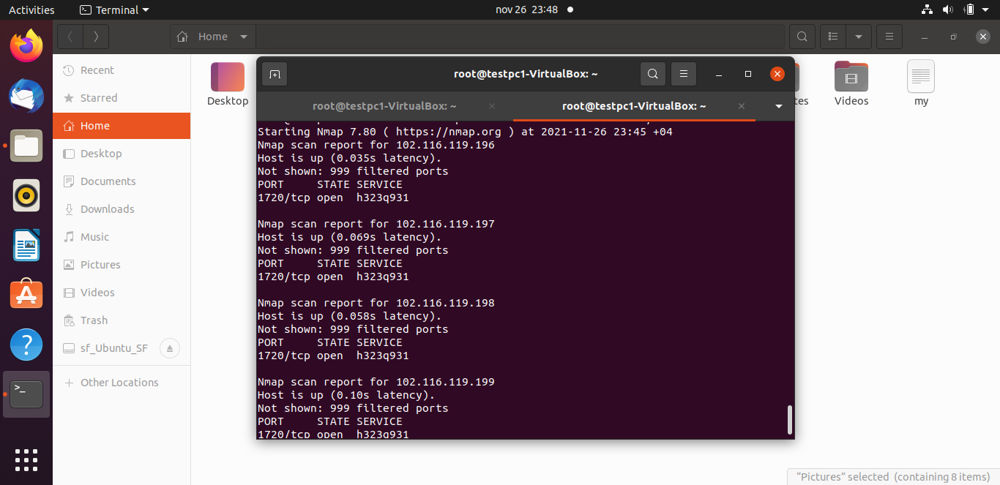 Activities
Terminal
nov 26 23:48
Home
Recent
Starred
Home
Desktop
Documents
Downloads
Music
Pictures
Videos
Trash
sf_Ubuntu_SF
Other Locations
Desktop
Videos
my
root@testpc1-VirtualBox: ~
root@testpc1-VirtualBox: ~
root@testpc1-VirtualBox: ~
Starting Nmap 7.80 ( https://nmap.org ) at 2021-11-26 23:45 +04
Nmap scan report for 102.116.119.196
Host is up (0.035s latency).
Not shown: 999 filtered ports
PORT     STATE SERVICE
1720/tcp open  h323q931
Nmap scan report for 102.116.119.197
Host is up (0.069s latency).
Not shown: 999 filtered ports
PORT     STATE SERVICE
1720/tcp open  h323q931
Nmap scan report for 102.116.119.198
Host is up (0.058s latency).
Not shown: 999 filtered ports
PORT     STATE SERVICE
1720/tcp open  h323q931
Nmap scan report for 102.116.119.199
Host is up (0.10s latency).
Not shown: 999 filtered ports
PORT     STATE SERVICE
1720/tcp open  h323q931
“Pictures” selected (containing 8 items)